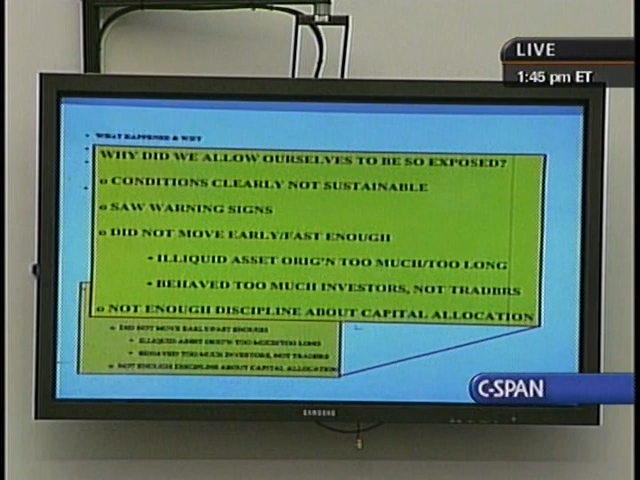 LIVE
1:45 pm ET
• WHAT HAPPENED & WHY
WHY DID WE ALLOW OURSELVES TO BE SO EXPOSED?
o CONDITIONS CLEARLY NOT SUSTAINABLE
o SAW WARNING SIGNS
o DID NOT MOVE EARLY/FAST ENOUGH
• ILLIQUID ASSET ORIG'N TOO MUCH/TOO LONG
• BEHAVED TOO MUCH INVESTORS, NOT TRADERS
o NOT ENOUGH DISCIPLINE ABOUT CAPITAL ALLOCATION
o DID NOT MOVE EARLY/FAST ENOUGH
• ILLIQUID ASSET ORIG'N TOO MUCH/TOO LONG
• BEHAVED TOO MUCH INVESTORS, NOT TRADERS
o NOT ENOUGH DISCIPLINE ABOUT CAPITAL ALLOCATION
C-SPAN
SAMSUNG